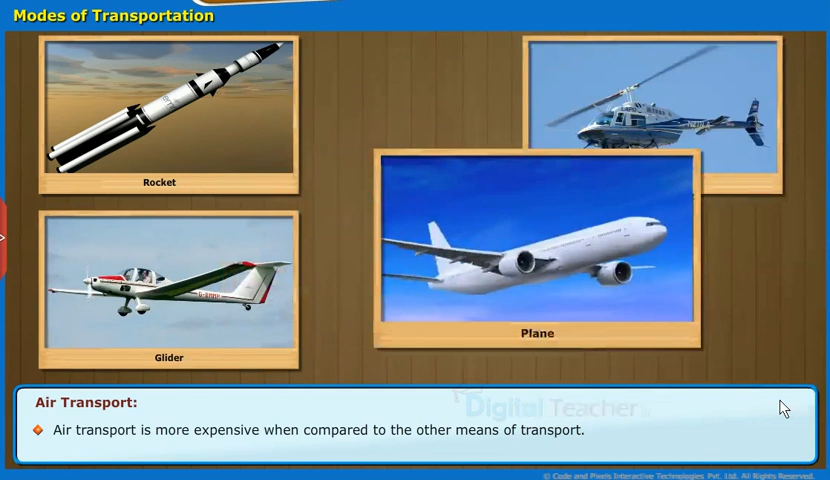 Modes of Transportation
Rocket
Glider
Plane
Air Transport:
Digital Teacher
Air transport is more expensive when compared to the other means of transport.
© Code and Pixels Interactive Technologies Pvt. Ltd. All Rights Reserved.